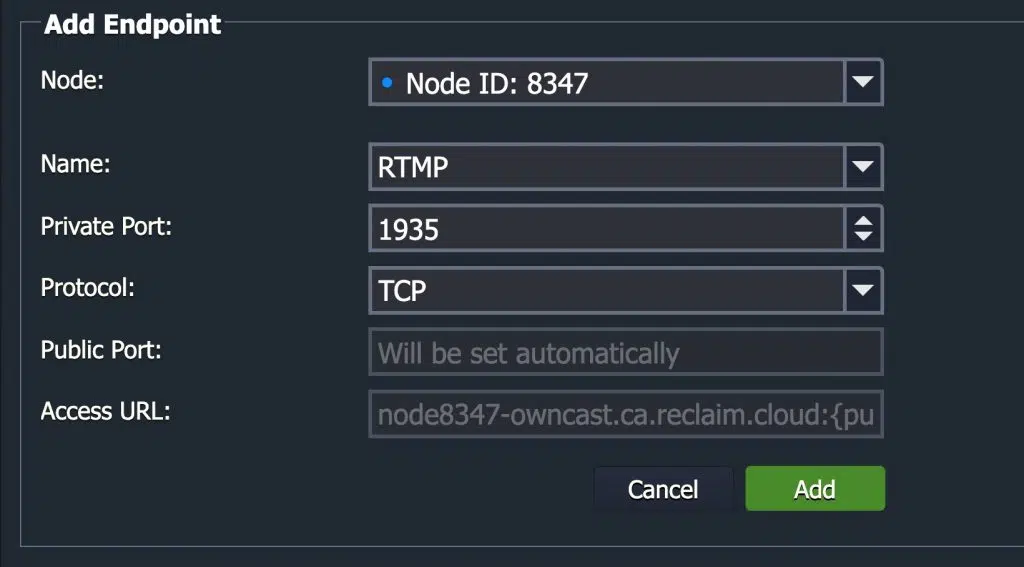 Add Endpoint
Node: Node ID: 8347
Name: RTMP
Private Port: 1935
Protocol: TCP
Public Port: Will be set automatically
Access URL: node8347-owncast.ca.reclaim.cloud:{pu
Cancel Add